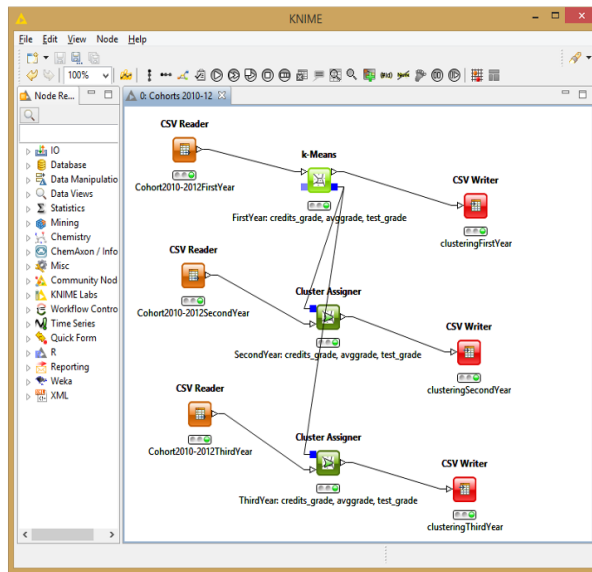 KNIME
File Edit View Node Help
100%
Node Re...
0: Cohorts 2010-12
IO
Database
Data Manipulatio
Data Views
Statistics
Mining
Chemistry
ChemAxon / Info
Misc
Community Nod
KNIME Labs
Workflow Contro
Time Series
Quick Form
R
Reporting
Weka
XML
CSV Reader
Cohort2010-2012FirstYear
k-Means
FirstYear: credits_grade, avggrade, test_grade
CSV Writer
clusteringFirstYear
CSV Reader
Cohort2010-2012SecondYear
Cluster Assigner
SecondYear: credits_grade, avggrade, test_grade
CSV Writer
clusteringSecondYear
CSV Reader
Cohort2010-2012ThirdYear
Cluster Assigner
ThirdYear: credits_grade, avggrade, test_grade
CSV Writer
clusteringThirdYear